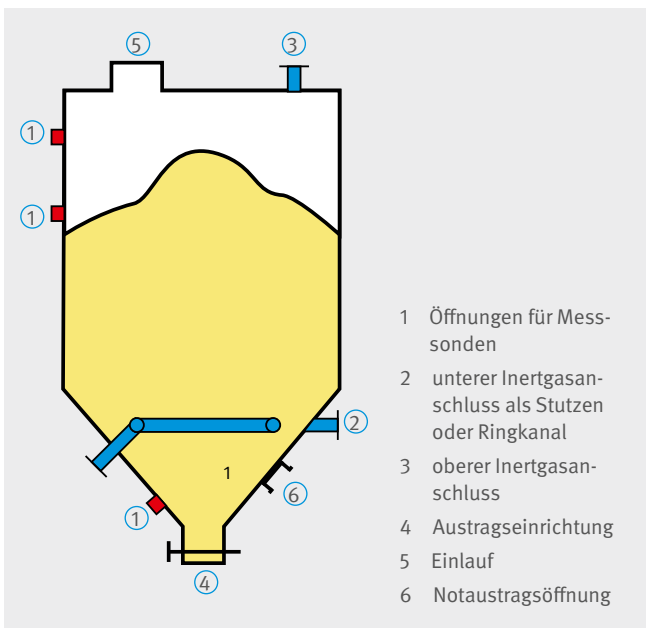 5
3
1
1
1 Öffnungen für Mess-
sonden
2 unterer Inertgasan-
schluss als Stutzen
oder Ringkanal
3 oberer Inertgasan-
schluss
4 Austragseinrichtung
5 Einlauf
6 Notaustragsöffnung
2
1
6
1
4